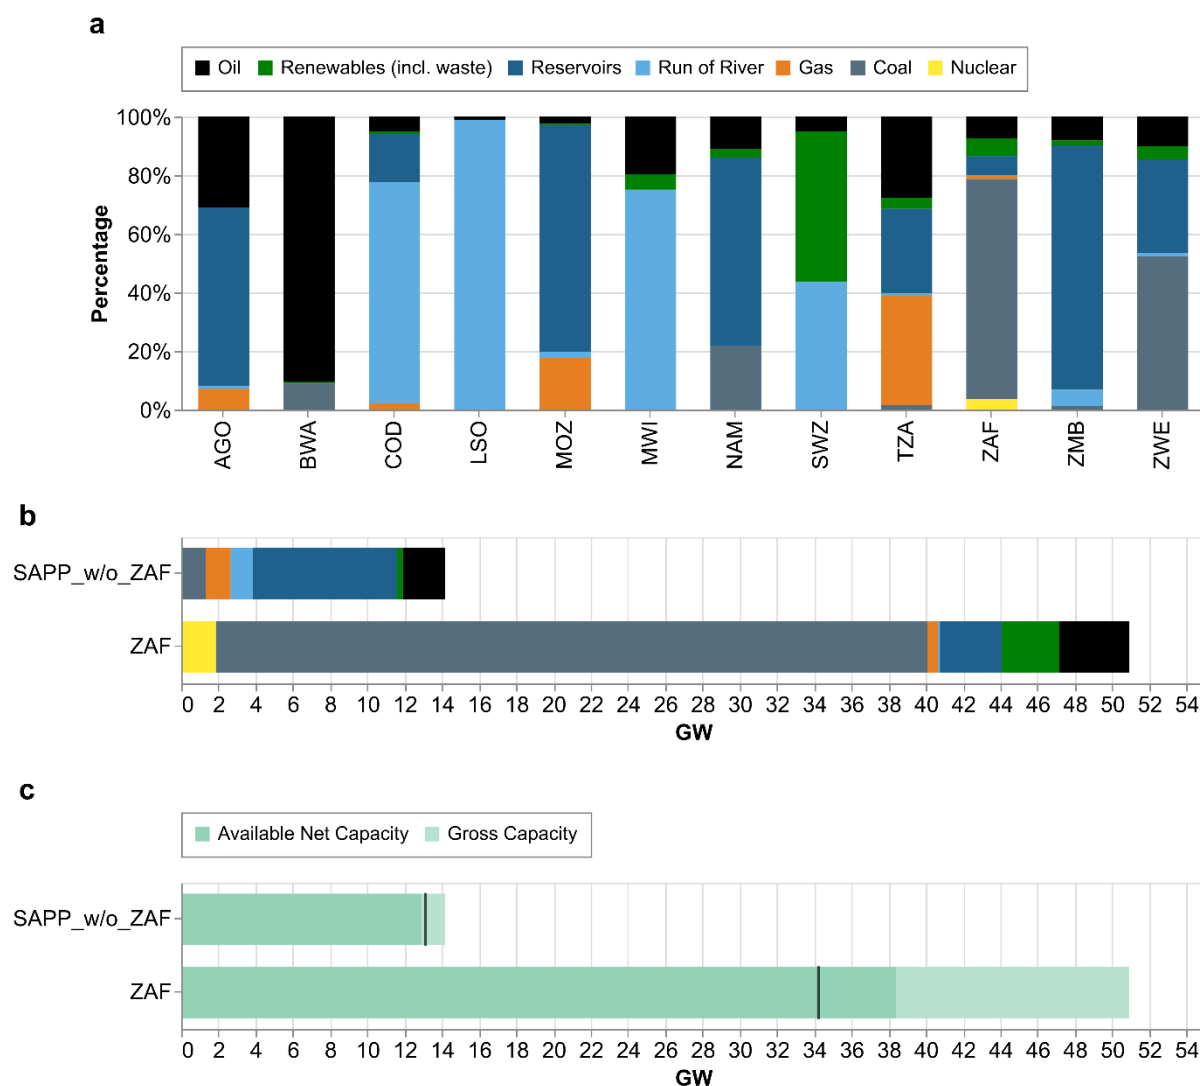 a
Oil Renewables (incl. waste) Reservoirs Run of River Gas Coal Nuclear
100%
80%
60%
40%
20%
0%
Percentage
AGO BWA COD LSO MOZ MWI NAM SWZ TZA ZAF ZMB ZWE
b
SAPP_w/o_ZAF
ZAF
0 2 4 6 8 10 12 14 16 18 20 22 24 26 28 30 32 34 36 38 40 42 44 46 48 50 52 54
GW
c
Available Net Capacity Gross Capacity
SAPP_w/o_ZAF
ZAF
0 2 4 6 8 10 12 14 16 18 20 22 24 26 28 30 32 34 36 38 40 42 44 46 48 50 52 54
GW